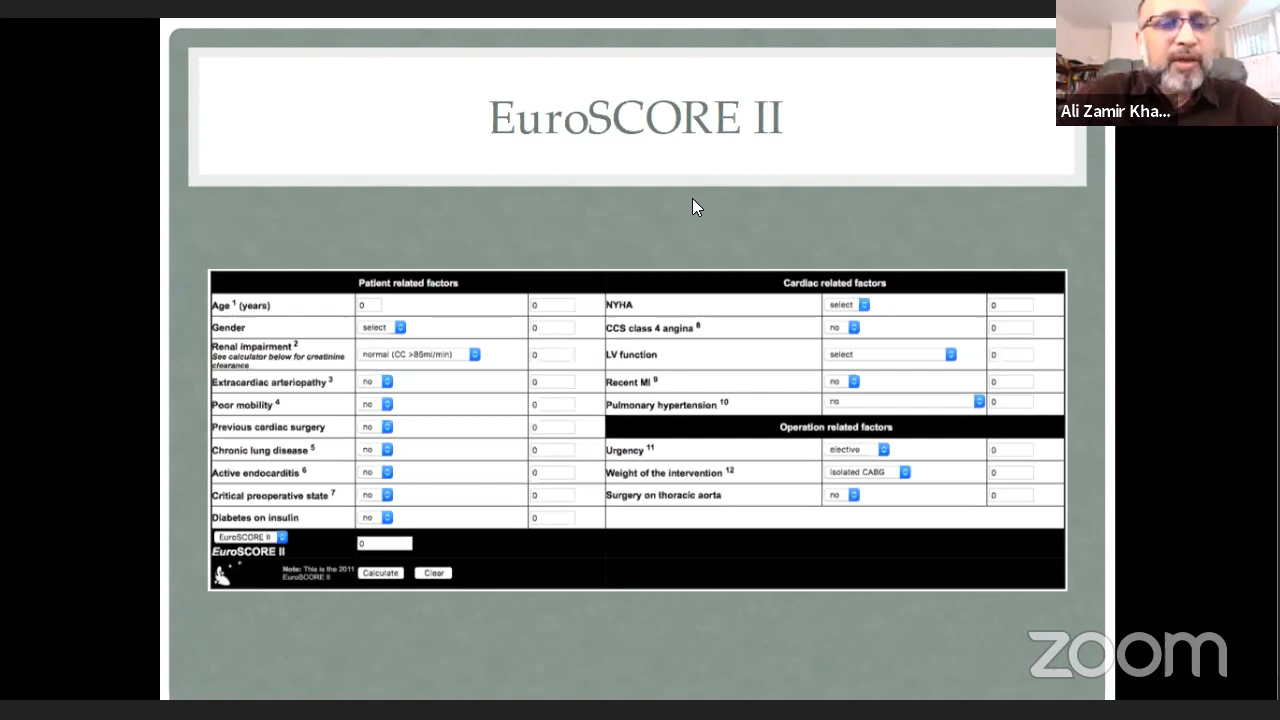 EuroSCORE II
Ali Zamir Kha...
Patient related factors
Cardiac related factors
Age 1 (years) 0 0
NYHA select 0
Gender select 0
CCS class 4 angina 8 no 0
Renal impairment 2
See calculator below for creatinine
clearance
normal (CC >85ml/min) 0
LV function select 0
Extracardiac arteriopathy 3 no 0
Recent MI 9 no 0
Poor mobility 4 no 0
Pulmonary hypertension 10 no 0
Previous cardiac surgery no 0
Operation related factors
Chronic lung disease 5 no 0
Urgency 11 elective 0
Active endocarditis 6 no 0
Weight of the intervention 12 isolated CABG 0
Critical preoperative state 7 no 0
Surgery on thoracic aorta no 0
Diabetes on insulin no 0
EuroSCORE II
EuroSCORE II 0
Note: This is the 2011
EuroSCORE II
Calculate Clear
zoom